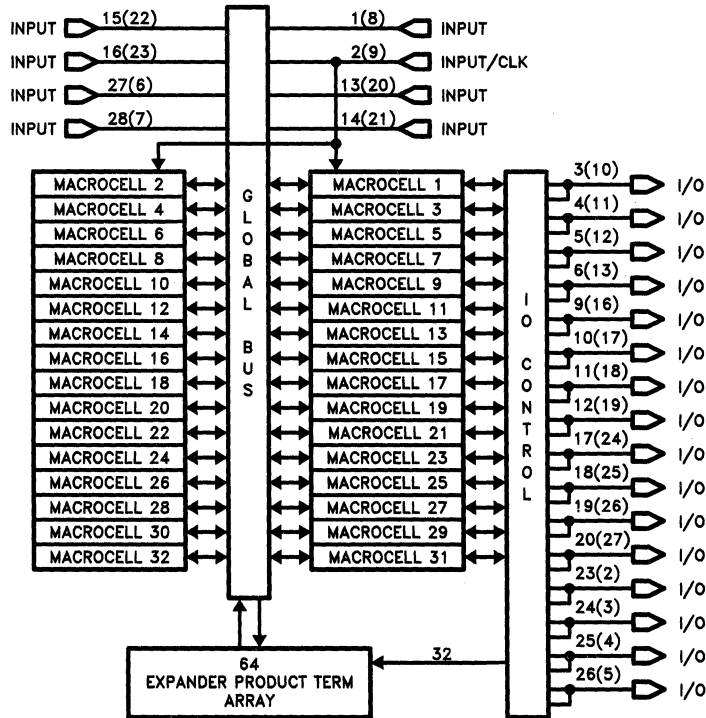 INPUT 15(22) 1(8) INPUT
INPUT 16(23) 2(9) INPUT/CLK
INPUT 27(6) 13(20) INPUT
INPUT 28(7) 14(21) INPUT
MACROCELL 2
MACROCELL 4
MACROCELL 6
MACROCELL 8
MACROCELL 10
MACROCELL 12
MACROCELL 14
MACROCELL 16
MACROCELL 18
MACROCELL 20
MACROCELL 22
MACROCELL 24
MACROCELL 26
MACROCELL 28
MACROCELL 30
MACROCELL 32
GLOBAL BUS
MACROCELL 1
MACROCELL 3
MACROCELL 5
MACROCELL 7
MACROCELL 9
MACROCELL 11
MACROCELL 13
MACROCELL 15
MACROCELL 17
MACROCELL 19
MACROCELL 21
MACROCELL 23
MACROCELL 25
MACROCELL 27
MACROCELL 29
MACROCELL 31
IO CONTROL
3(10) I/O
4(11) I/O
5(12) I/O
6(13) I/O
9(16) I/O
10(17) I/O
11(18) I/O
12(19) I/O
17(24) I/O
18(25) I/O
19(26) I/O
20(27) I/O
23(2) I/O
24(3) I/O
25(4) I/O
26(5) I/O
32
64
EXPANDER PRODUCT TERM
ARRAY